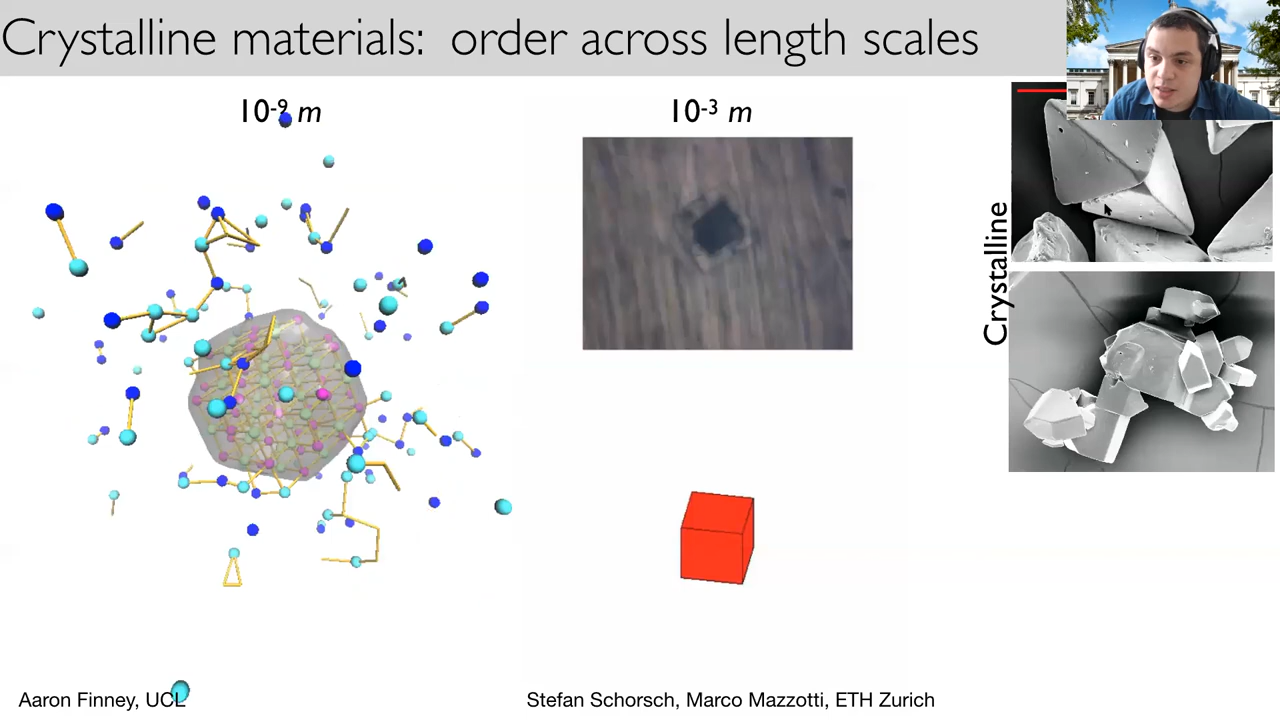 Crystalline materials: order across length scales
10-9 m
10-3 m
Crystalline
Aaron Finney, UCL
Stefan Schorsch, Marco Mazzotti, ETH Zurich